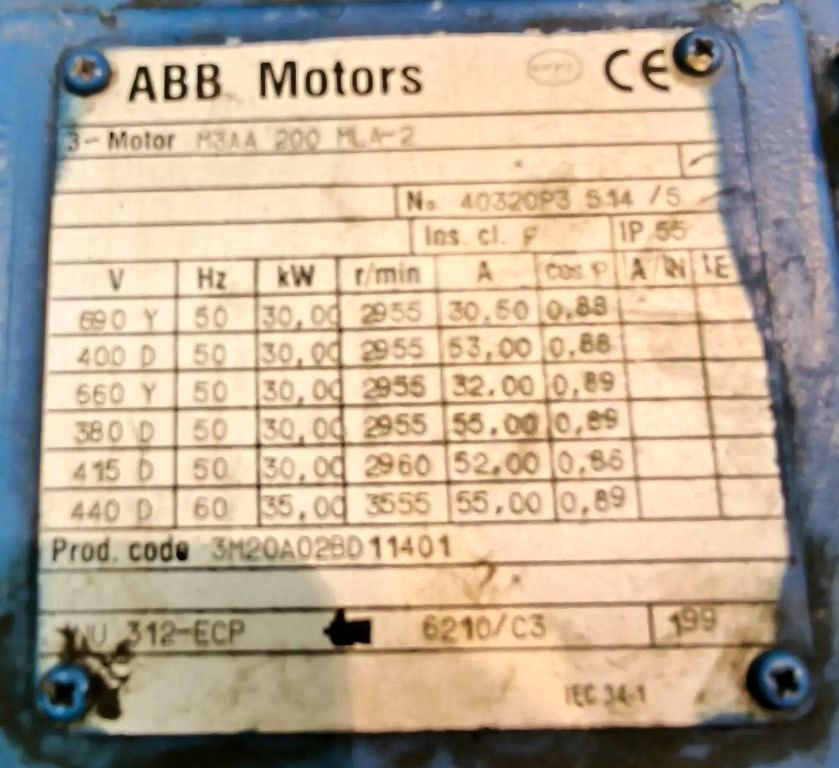 ABB Motors CE
3~Motor M3AA 200 MLA-2
No 40320P3 514 /5
Ins cl. F IP 55
V Hz kW r/min A cos φ IA/IN t E
690 Y 50 30,00 2955 30.50 0,88
400 D 50 30,00 2955 53,00 0,88
660 Y 50 30,00 2955 32,00 0,89
380 D 50 30,00 2955 55,00 0,89
415 D 50 30,00 2960 52,00 0,86
440 D 60 35,00 3555 55,00 0,89
Prod. code 3M20A02BD11401
312-ECP 6210/C3 199
IEC 34-1